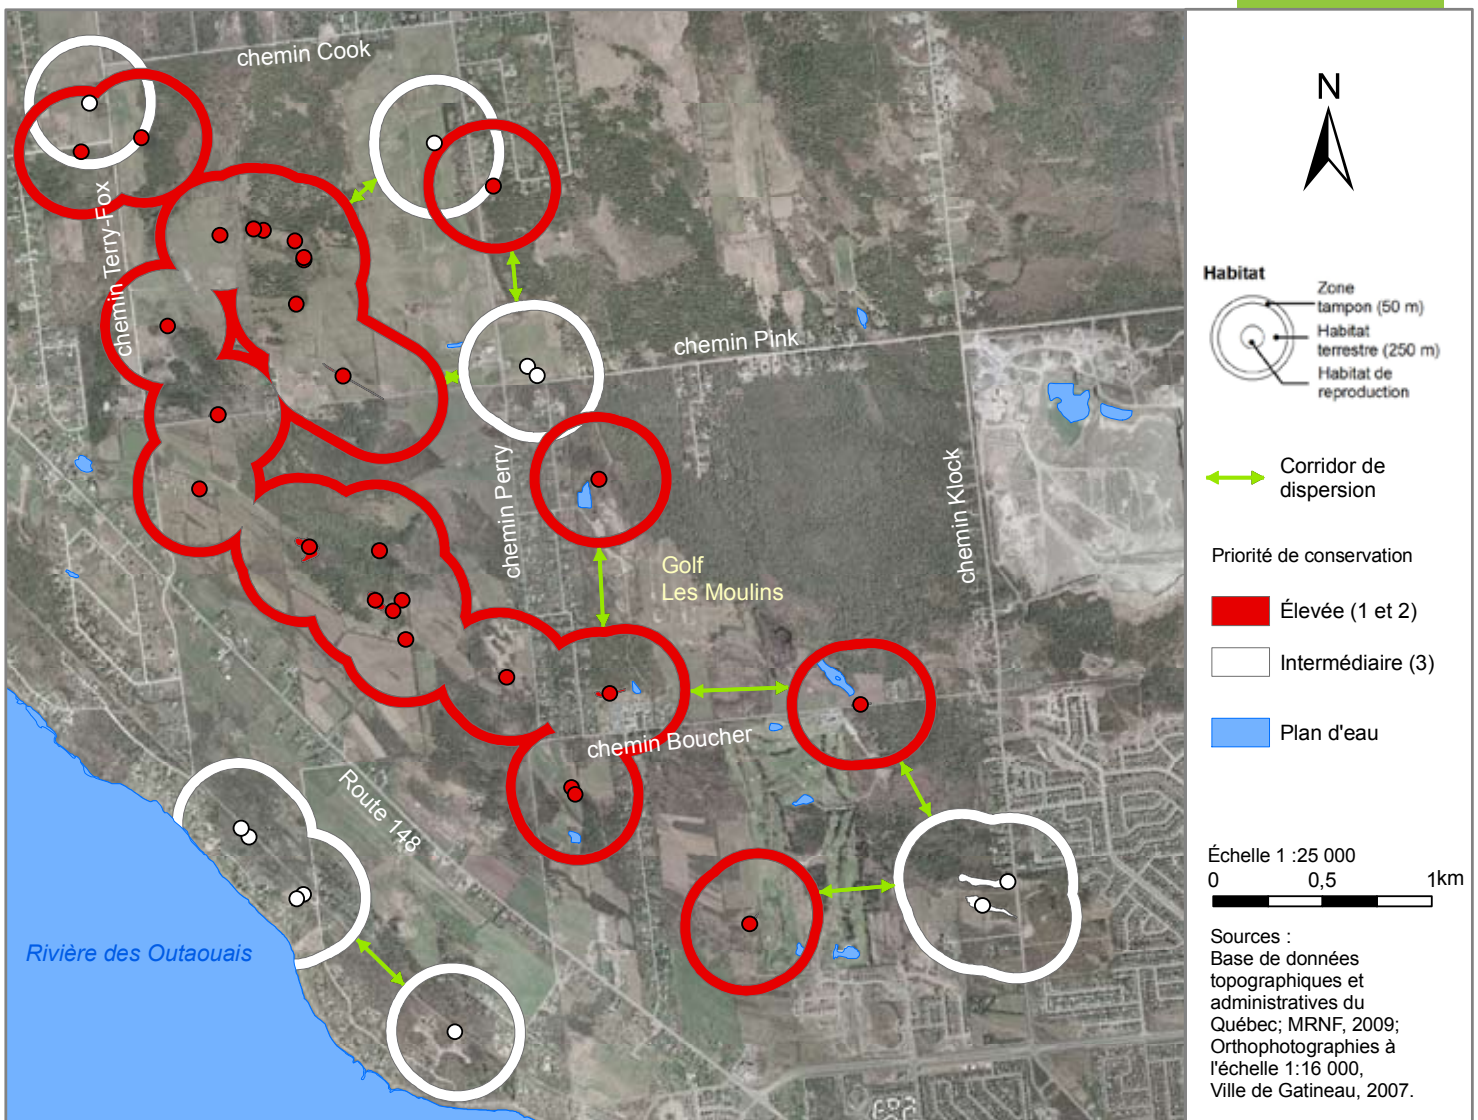 chemin Cook
chemin Terry-Fox
chemin Pink
chemin Perry
chemin Klock
Golf
Les Moulins
chemin Boucher
Route 148
Rivière des Outaouais
N
Habitat
Zone
tampon (50 m)
Habitat
terrestre (250 m)
Habitat de
reproduction
Corridor de
dispersion
Priorité de conservation
Élevée (1 et 2)
Intermédiaire (3)
Plan d'eau
Échelle 1 :25 000
0 0,5 1km
Sources :
Base de données
topographiques et
administratives du
Québec; MRNF, 2009;
Orthophotographies à
l'échelle 1:16 000,
Ville de Gatineau, 2007.